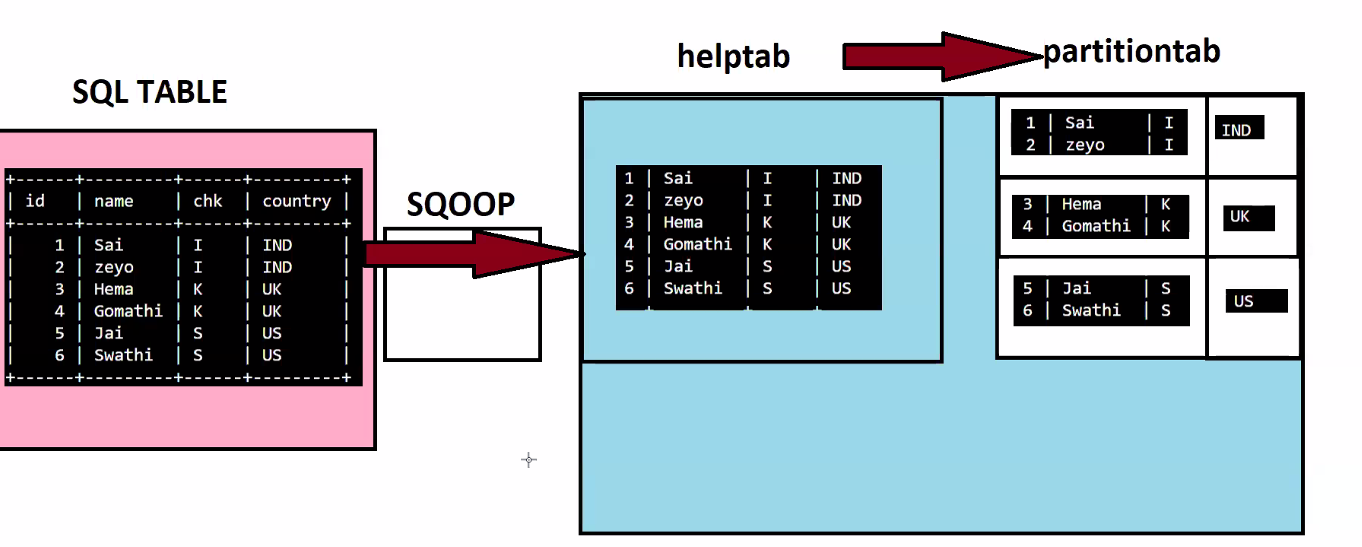 helptab
partitiontab
SQL TABLE
+------+---------+------+---------+
| id | name | chk | country |
+------+---------+------+---------+
| 1 | Sai | I | IND |
| 2 | zeyo | I | IND |
| 3 | Hema | K | UK |
| 4 | Gomathi | K | UK |
| 5 | Jai | S | US |
| 6 | Swathi | S | US |
+------+---------+------+---------+
SQOOP
1 | Sai | I | IND
2 | zeyo | I | IND
3 | Hema | K | UK
4 | Gomathi | K | UK
5 | Jai | S | US
6 | Swathi | S | US
1 | Sai | I
2 | zeyo | I
IND
3 | Hema | K
4 | Gomathi | K
UK
5 | Jai | S
6 | Swathi | S
US